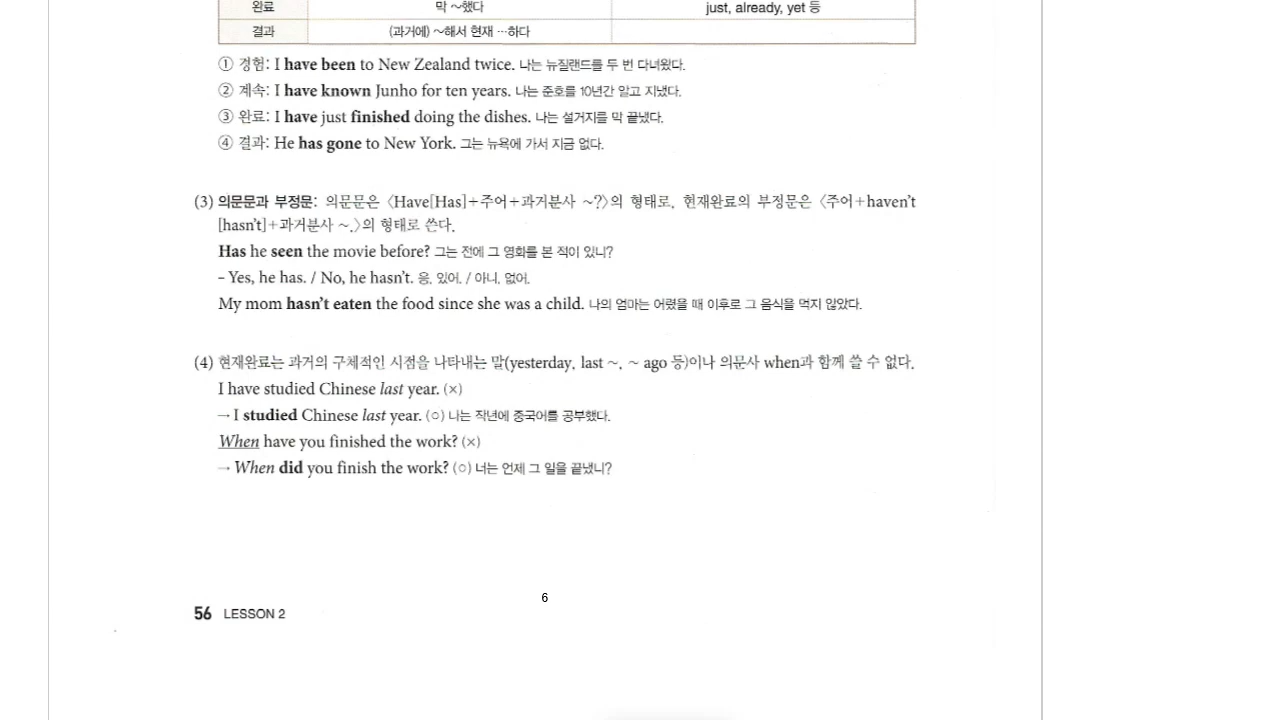 완료 막 ~했다 just, already, yet 등
결과 (과거에) ~해서 현재 …하다
① 경험: I have been to New Zealand twice. 나는 뉴질랜드를 두 번 다녀왔다.
② 계속: I have known Junho for ten years. 나는 준호를 10년간 알고 지냈다.
③ 완료: I have just finished doing the dishes. 나는 설거지를 막 끝냈다.
④ 결과: He has gone to New York. 그는 뉴욕에 가서 지금 없다.
(3) 의문문과 부정문: 의문문은 〈Have[Has]+주어+과거분사 ~?〉의 형태로, 현재완료의 부정문은 〈주어+haven't
[hasn't]+과거분사 ~.〉의 형태로 쓴다.
Has he seen the movie before? 그는 전에 그 영화를 본 적이 있니?
– Yes, he has. / No, he hasn't. 응, 있어. / 아니, 없어.
My mom hasn't eaten the food since she was a child. 나의 엄마는 어렸을 때 이후로 그 음식을 먹지 않았다.
(4) 현재완료는 과거의 구체적인 시점을 나타내는 말(yesterday, last ~, ~ ago 등)이나 의문사 when과 함께 쓸 수 없다.
I have studied Chinese last year. (×)
→ I studied Chinese last year. (○) 나는 작년에 중국어를 공부했다.
When have you finished the work? (×)
→ When did you finish the work? (○) 너는 언제 그 일을 끝냈니?
6
56 LESSON 2